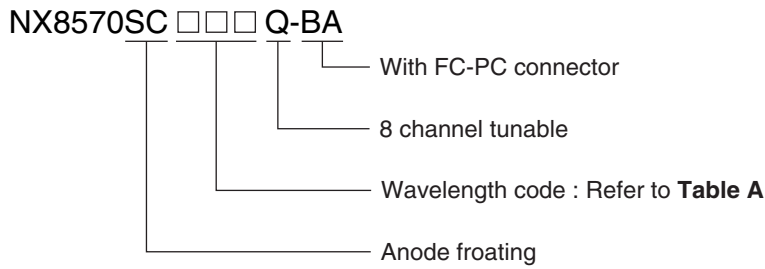 NX8570SC □□□ Q-BA
With FC-PC connector
8 channel tunable
Wavelength code : Refer to Table A
Anode froating